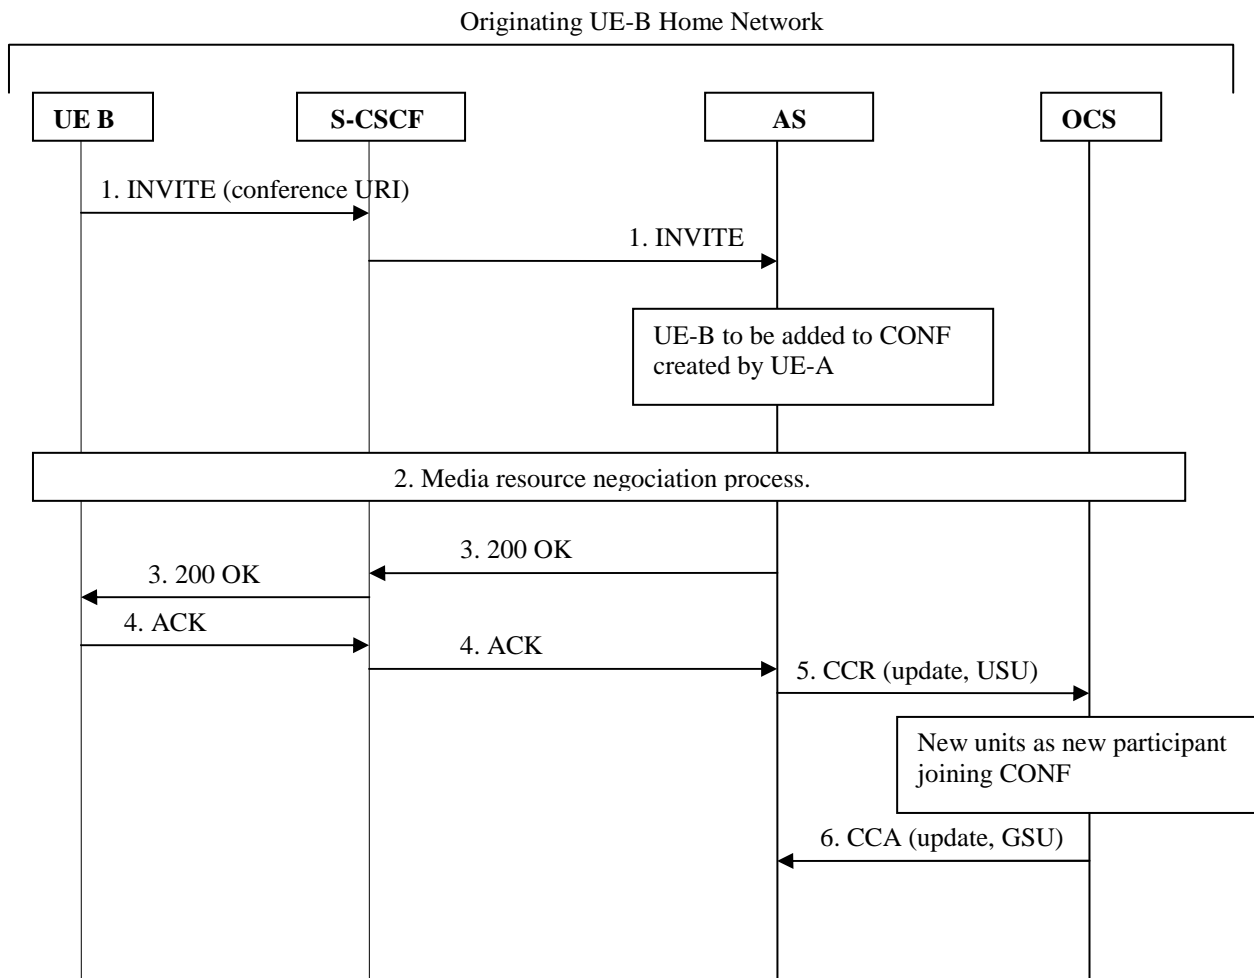 Originating UE-B Home Network
UE B
S-CSCF
AS
OCS
1. INVITE (conference URI)
1. INVITE
UE-B to be added to CONF
created by UE-A
2. Media resource negociation process.
3. 200 OK
3. 200 OK
4. ACK
4. ACK
5. CCR (update, USU)
New units as new participant
joining CONF
6. CCA (update, GSU)